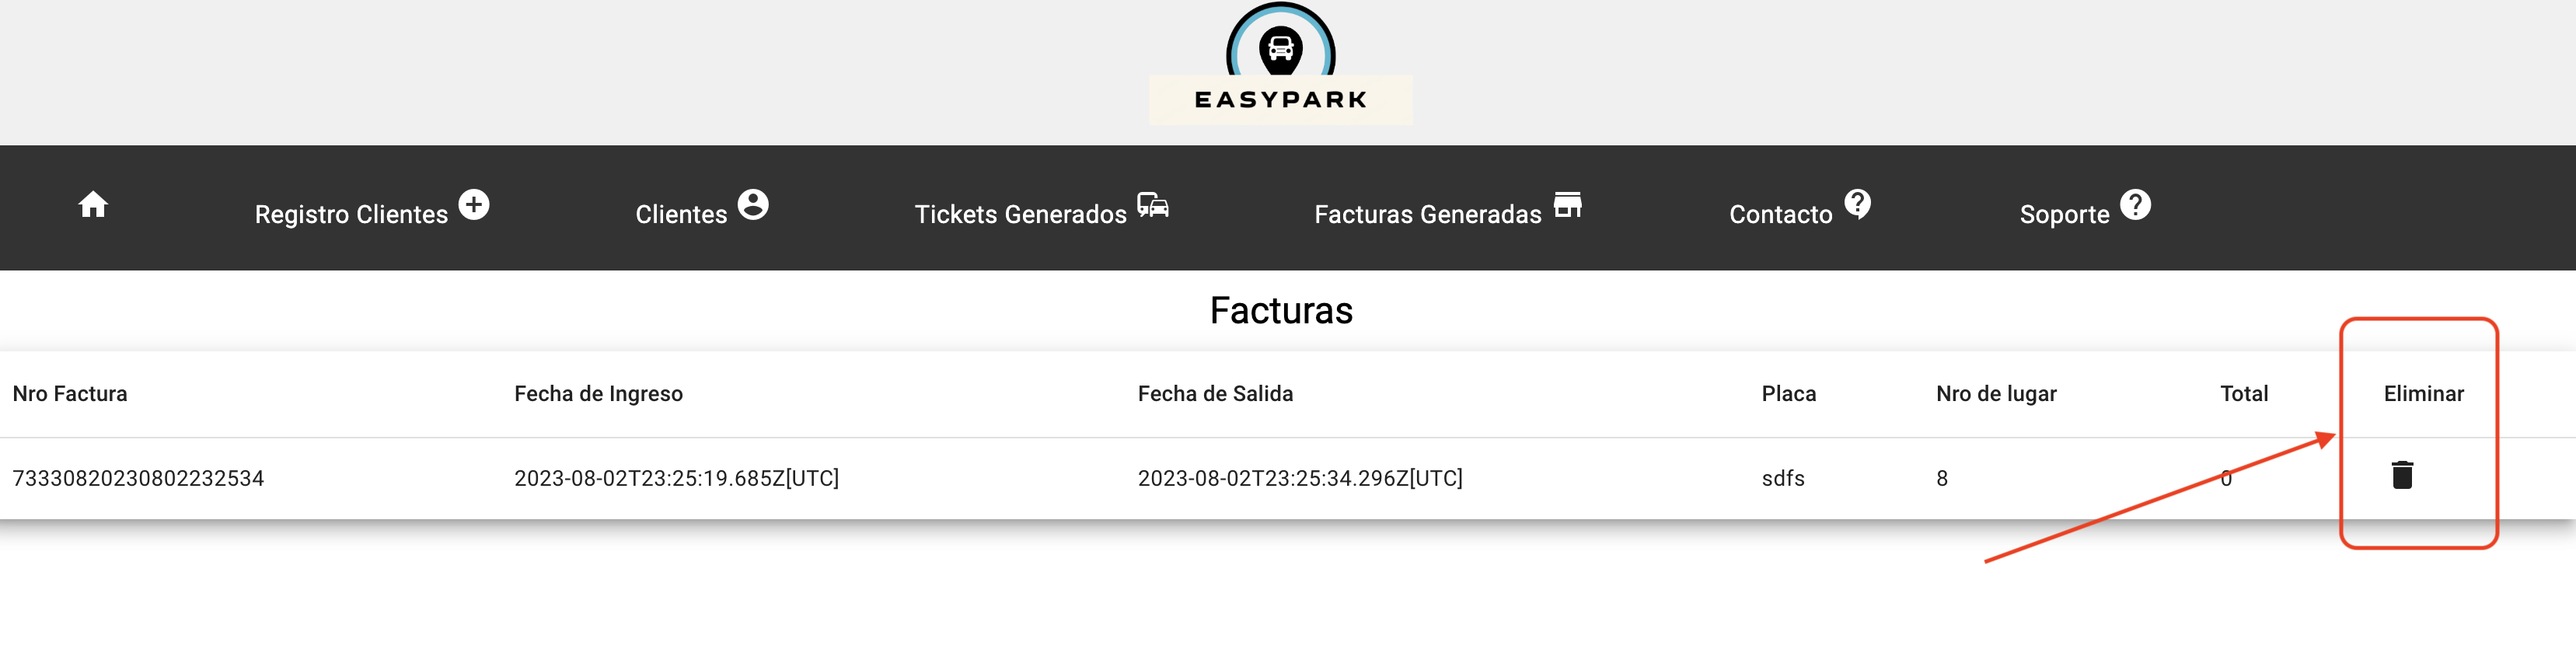 EASYPARK
Registro Clientes Clientes Tickets Generados Facturas Generadas Contacto Soporte
Facturas
Nro Factura Fecha de Ingreso Fecha de Salida Placa Nro de lugar Total Eliminar
73330820230802232534 2023-08-02T23:25:19.685Z[UTC] 2023-08-02T23:25:34.296Z[UTC] sdfs 8 0